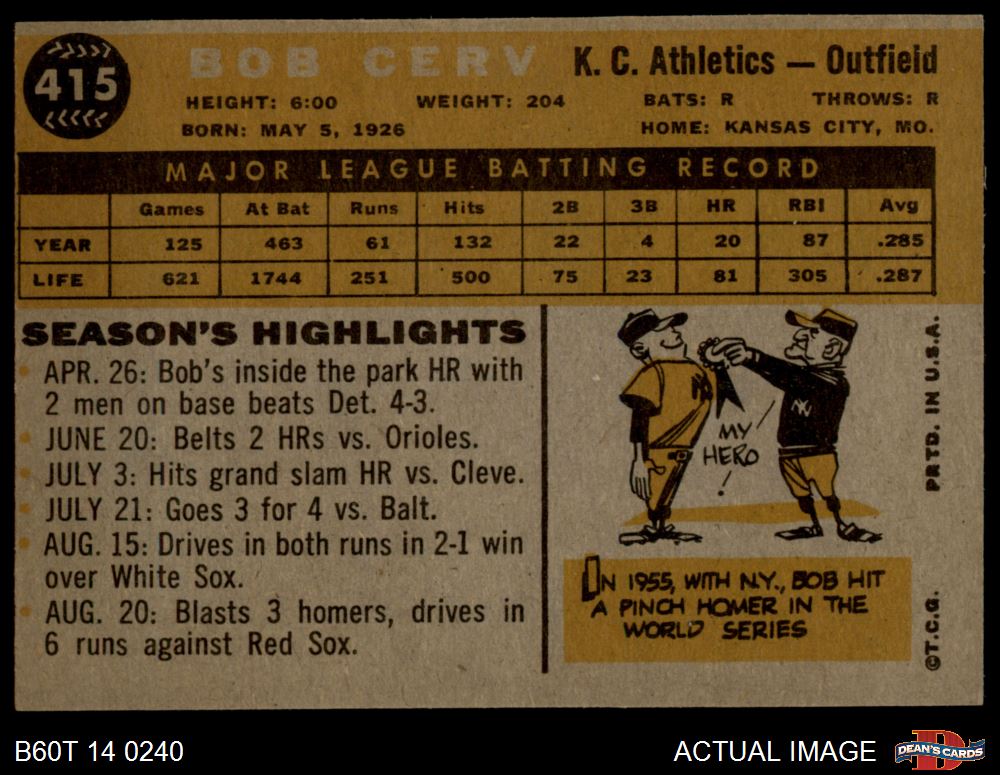 415
BOB CERV
K. C. Athletics — Outfield
HEIGHT: 6:00 WEIGHT: 204 BATS: R THROWS: R
BORN: MAY 5, 1926 HOME: KANSAS CITY, MO.
MAJOR LEAGUE BATTING RECORD
Games At Bat Runs Hits 2B 3B HR RBI Avg
YEAR 125 463 61 132 22 4 20 87 .285
LIFE 621 1744 251 500 75 23 81 305 .287
SEASON'S HIGHLIGHTS
APR. 26: Bob's inside the park HR with
2 men on base beats Det. 4-3.
JUNE 20: Belts 2 HRs vs. Orioles.
JULY 3: Hits grand slam HR vs. Cleve.
JULY 21: Goes 3 for 4 vs. Balt.
AUG. 15: Drives in both runs in 2-1 win
over White Sox.
AUG. 20: Blasts 3 homers, drives in
6 runs against Red Sox.
NY
NY
MY
HERO
!
IN 1955, WITH N.Y., BOB HIT
A PINCH HOMER IN THE
WORLD SERIES
©T.C.G. PRTD. IN U.S.A.
B60T 14 0240
ACTUAL IMAGE
D
DEAN'S CARDS